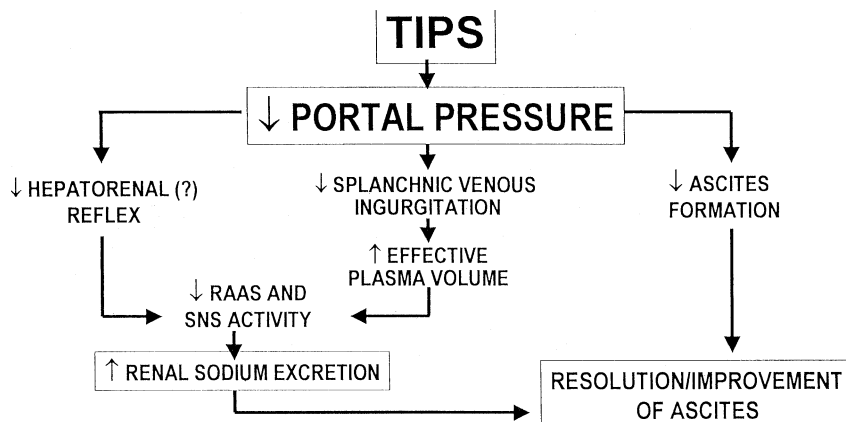 TIPS
↓ PORTAL PRESSURE
↓ HEPATORENAL (?)
REFLEX
↓ SPLANCHNIC VENOUS
INGURGITATION
↓ ASCITES
FORMATION
↑ EFFECTIVE
PLASMA VOLUME
↓ RAAS AND
SNS ACTIVITY
↑ RENAL SODIUM EXCRETION
RESOLUTION/IMPROVEMENT
OF ASCITES